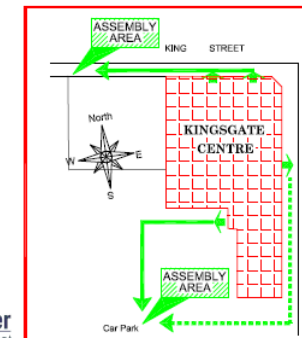 ASSEMBLY
AREA
KING STREET
KINGSGATE
CENTRE
North
W E
S
ASSEMBLY
AREA
Car Park